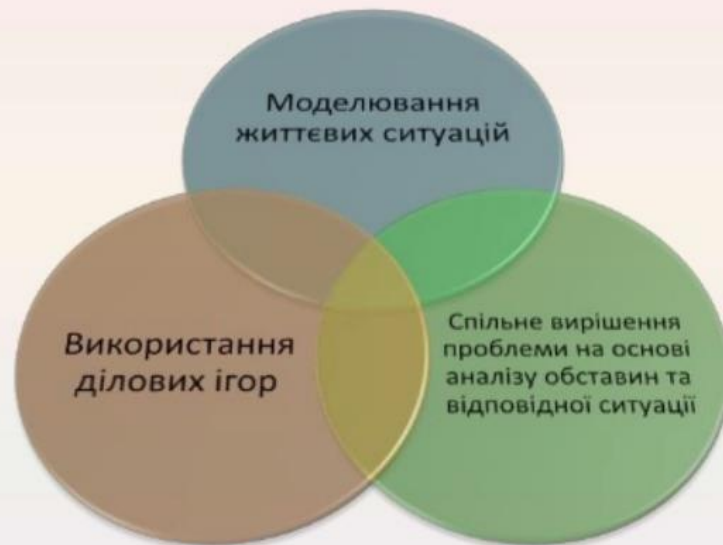 Моделювання
життєвих ситуацій
Використання
ділових ігор
Спільне вирішення
проблеми на основі
аналізу обставин та
відповідної ситуації